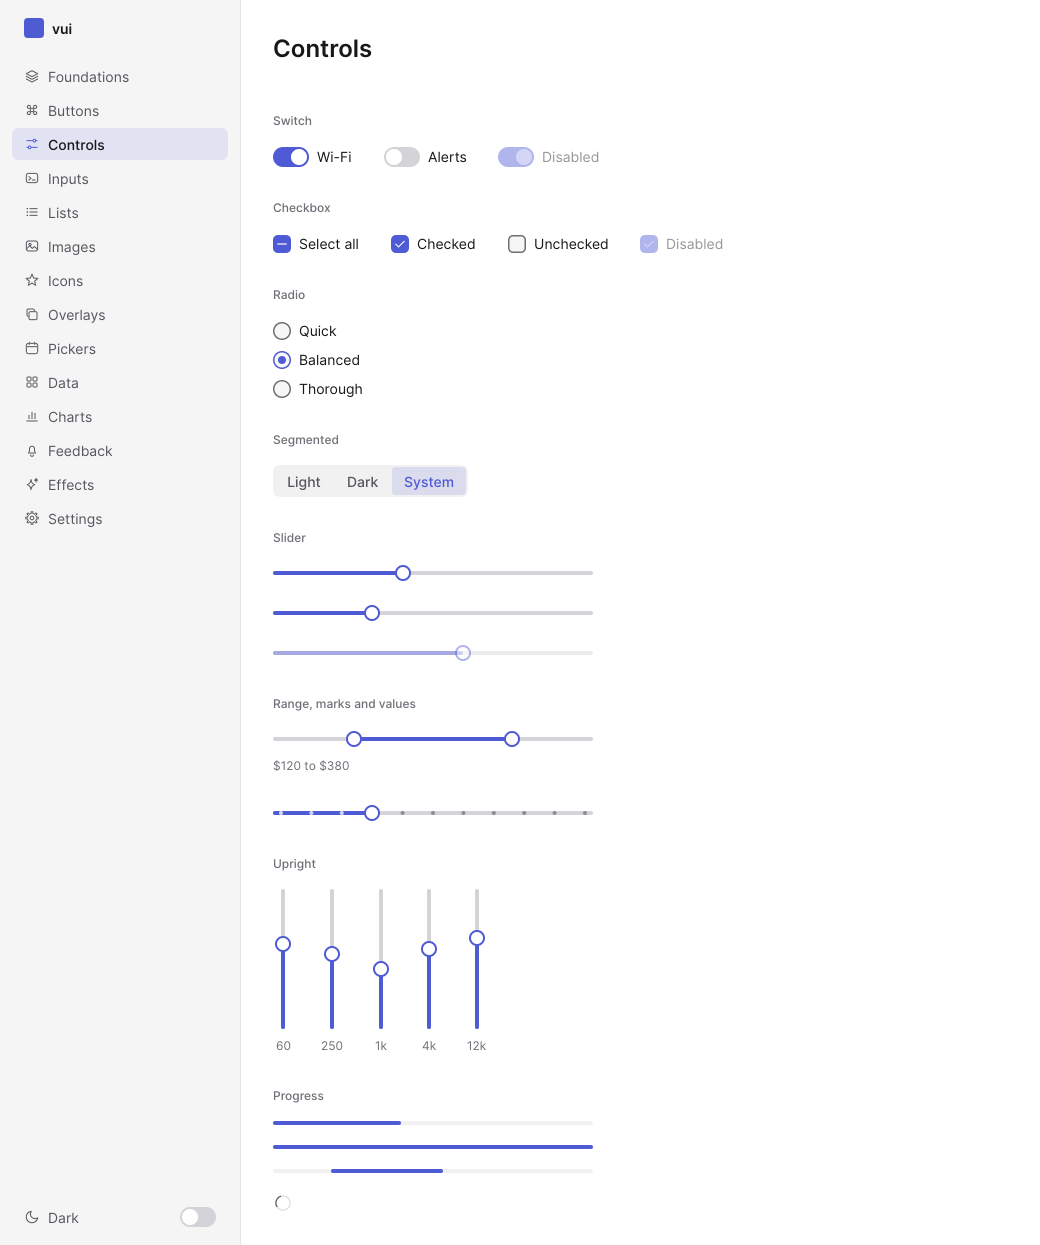 vui
Foundations
Buttons
Controls
Inputs
Lists
Images
Icons
Overlays
Pickers
Data
Charts
Feedback
Effects
Settings
Dark
Controls
Switch
Wi-Fi Alerts Disabled
Checkbox
Select all Checked Unchecked Disabled
Radio
Quick
Balanced
Thorough
Segmented
Light Dark System
Slider
Range, marks and values
$120 to $380
Upright
60 250 1k 4k 12k
Progress